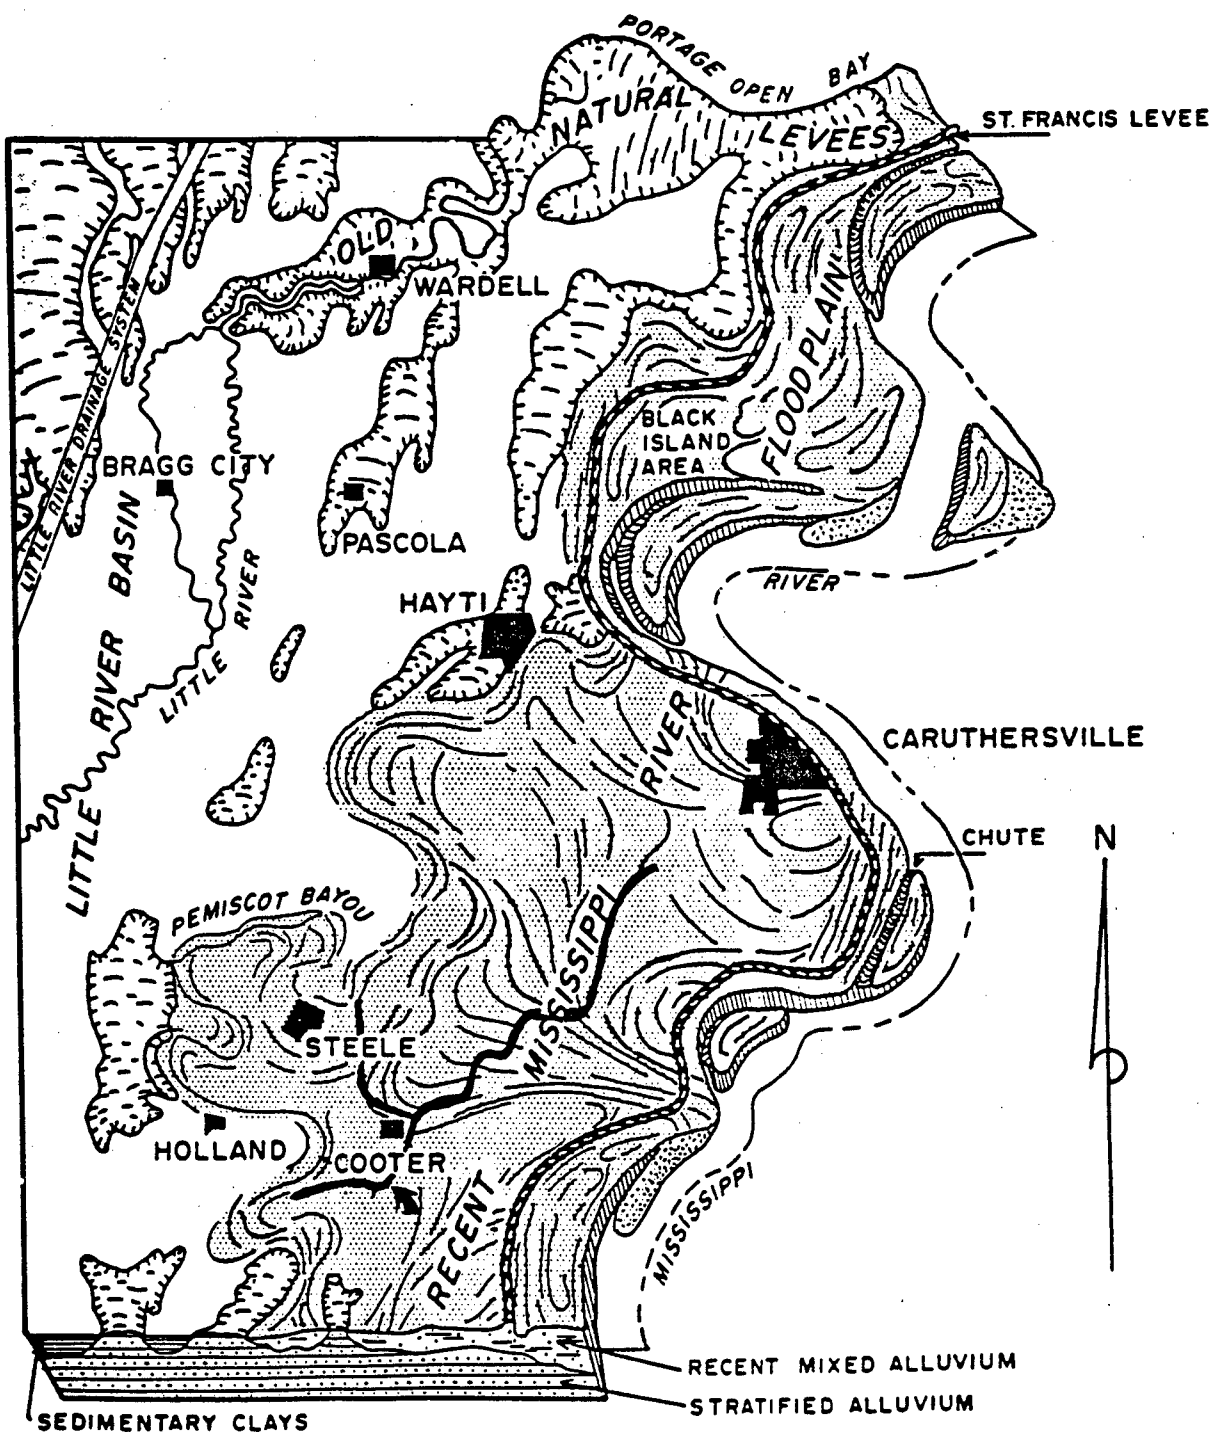 PORTAGE OPEN BAY
ST. FRANCIS LEVEE
OLD NATURAL LEVEES
WARDELL
LITTLE RIVER DRAINAGE SYSTEM
FLOOD PLAIN
BLACK
ISLAND
AREA
BRAGG CITY
PASCOLA
RIVER
HAYTI
LITTLE RIVER
LITTLE RIVER BASIN
CARUTHERSVILLE
CHUTE
N
PEMISCOT BAYOU
RECENT MISSISSIPPI RIVER
STEELE
HOLLAND
COOTER
MISSISSIPPI
RECENT MIXED ALLUVIUM
STRATIFIED ALLUVIUM
SEDIMENTARY CLAYS